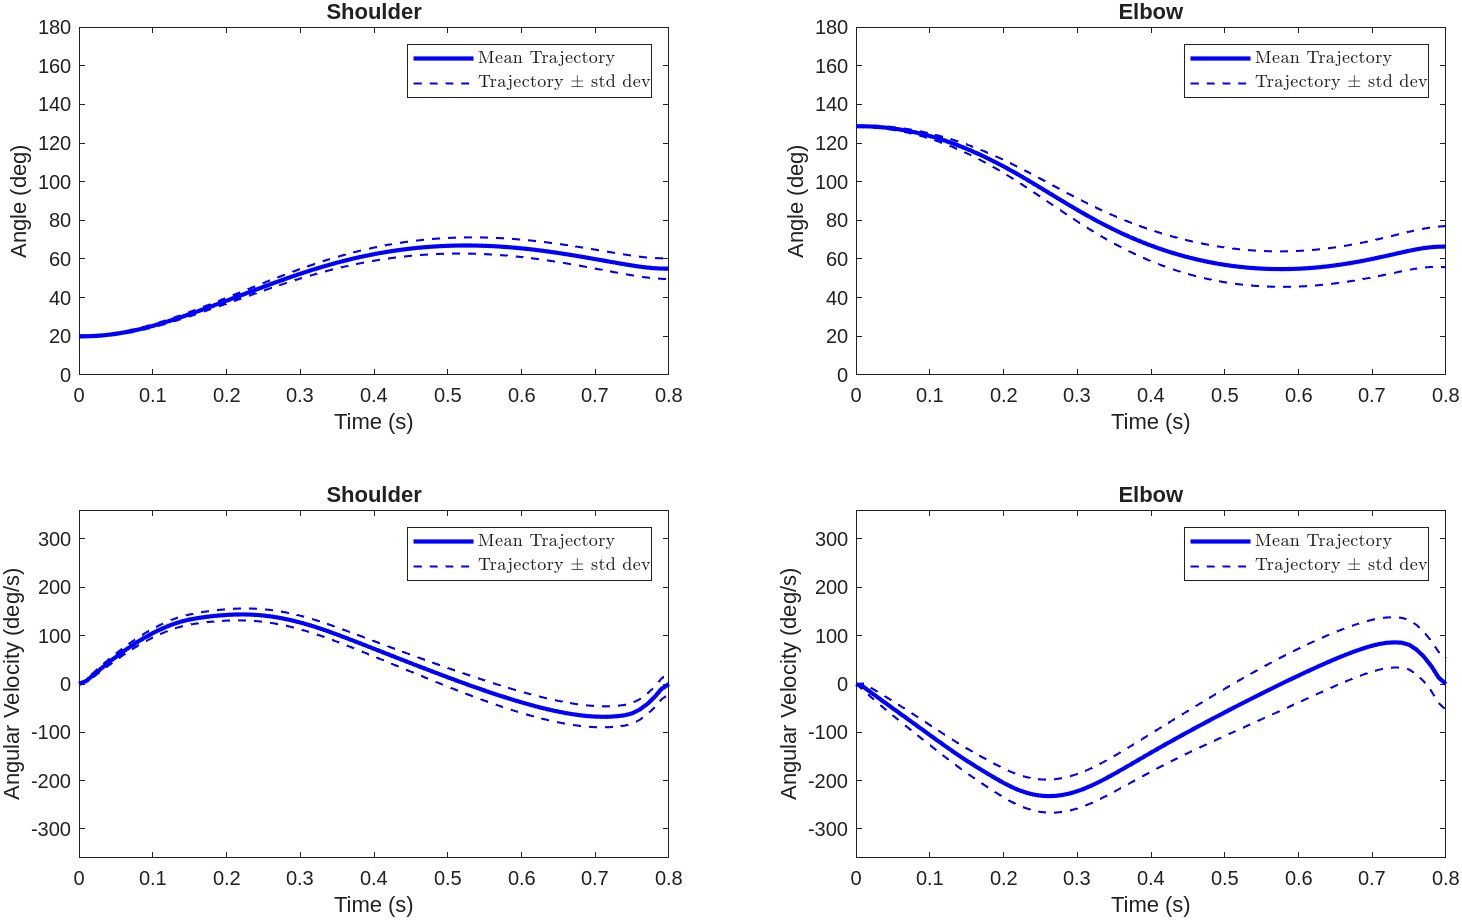 Shoulder
180
160
140
120
100
80
60
40
20
0
Angle (deg)
Mean Trajectory
Trajectory ± std dev
0 0.1 0.2 0.3 0.4 0.5 0.6 0.7 0.8
Time (s)
Elbow
180
160
140
120
100
80
60
40
20
0
Angle (deg)
Mean Trajectory
Trajectory ± std dev
0 0.1 0.2 0.3 0.4 0.5 0.6 0.7 0.8
Time (s)
Shoulder
300
200
100
0
-100
-200
-300
Angular Velocity (deg/s)
Mean Trajectory
Trajectory ± std dev
0 0.1 0.2 0.3 0.4 0.5 0.6 0.7 0.8
Time (s)
Elbow
300
200
100
0
-100
-200
-300
Angular Velocity (deg/s)
Mean Trajectory
Trajectory ± std dev
0 0.1 0.2 0.3 0.4 0.5 0.6 0.7 0.8
Time (s)